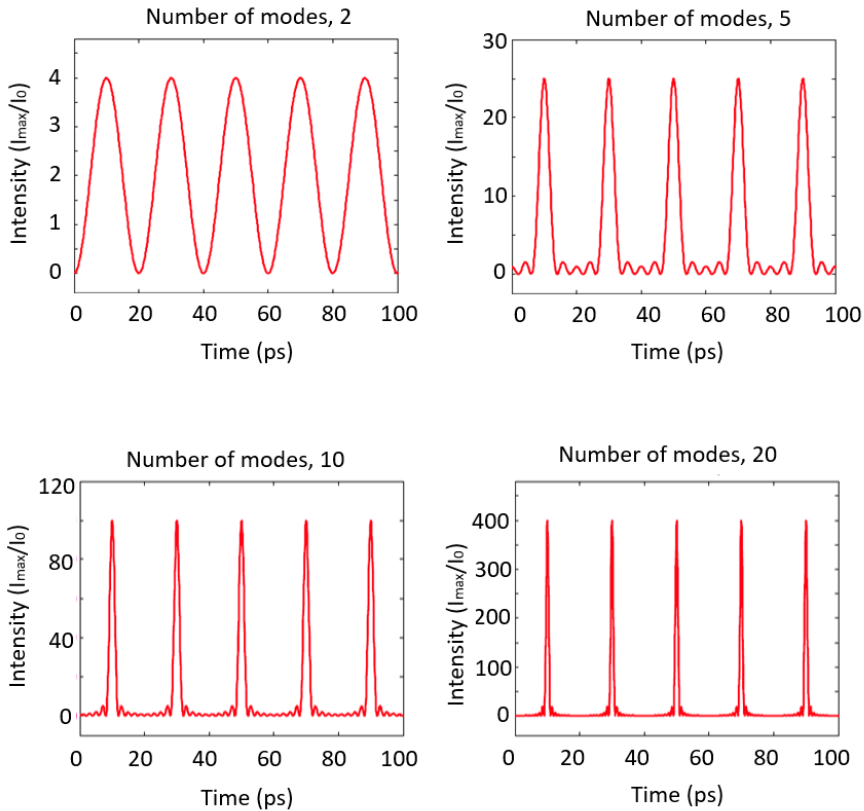 Number of modes, 2
Intensity (Imax/I0)
4
3
2
1
0
0 20 40 60 80 100
Time (ps)
Number of modes, 5
Intensity (Imax/I0)
30
20
10
0
0 20 40 60 80 100
Time (ps)
Number of modes, 10
Intensity (Imax/I0)
120
80
40
0
0 20 40 60 80 100
Time (ps)
Number of modes, 20
Intensity (Imax/I0)
400
300
200
100
0
0 20 40 60 80 100
Time (ps)